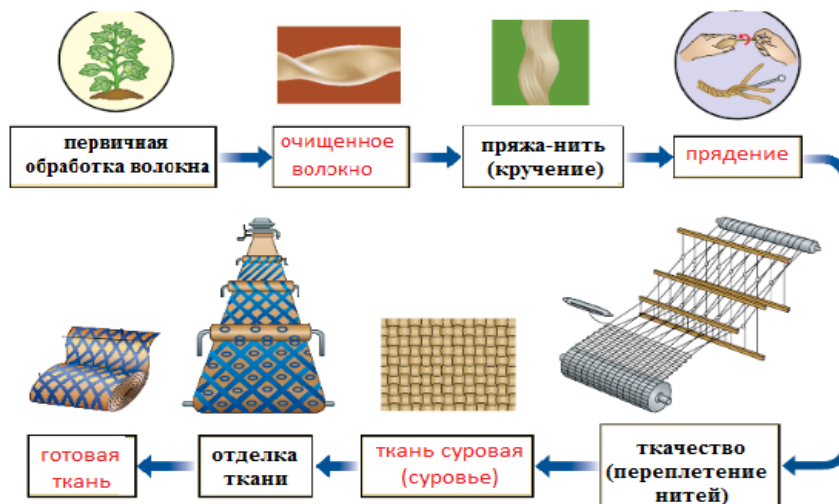 первичная
обработка волокна
очищенное
волокно
пряжа-нить
(кручение)
прядение
готовая
ткань
отделка
ткани
ткань суровая
(суровье)
ткачество
(переплетение
нитей)